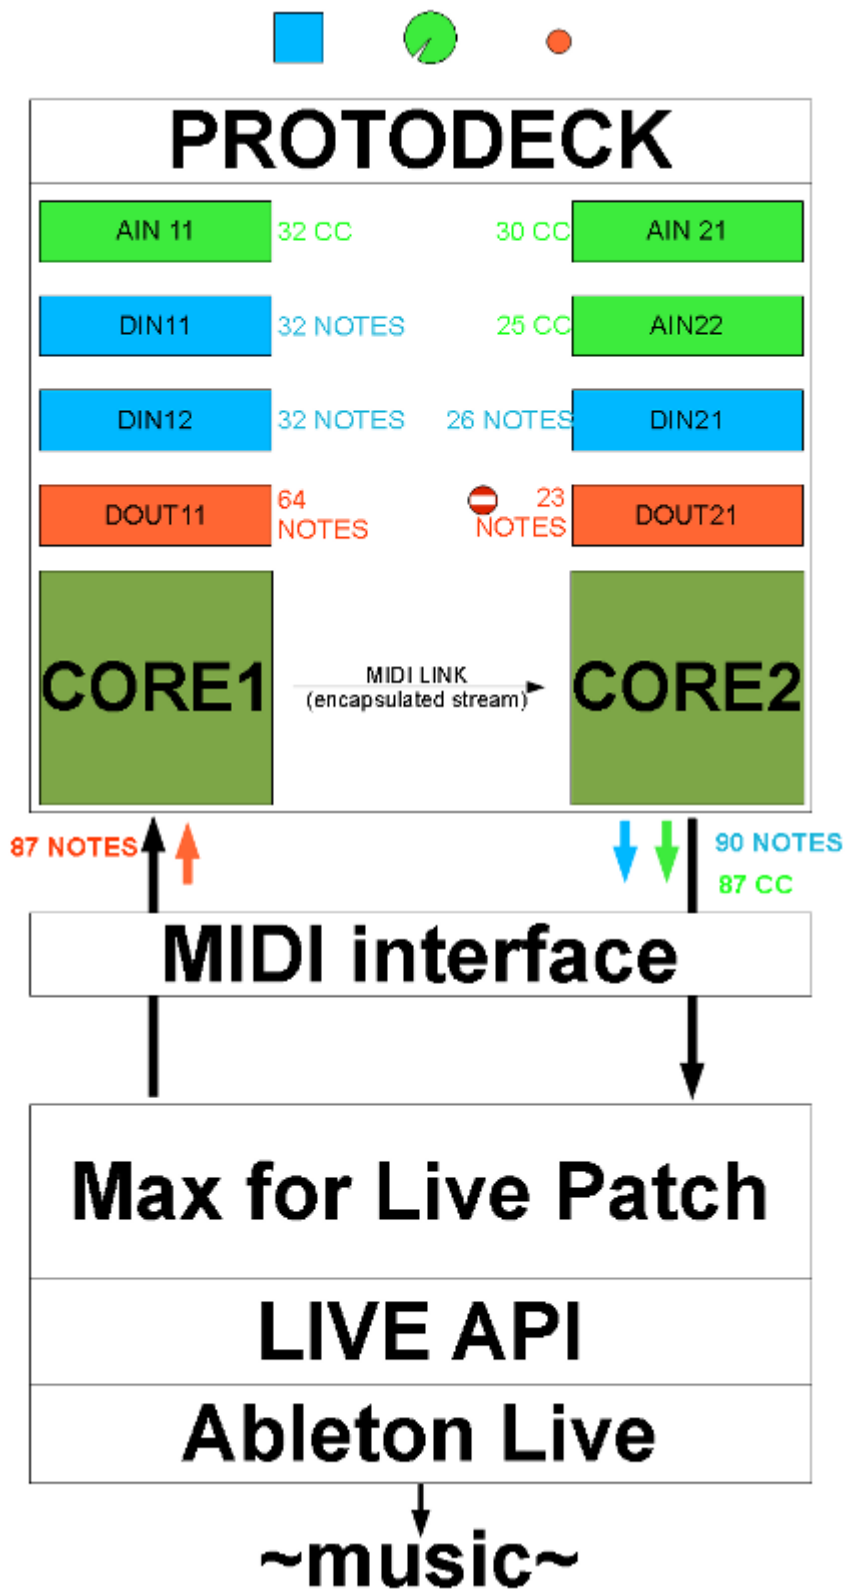 PROTODECK
AIN 11
32 CC
30 CC
AIN 21
DIN11
32 NOTES
25 CC
AIN22
DIN12
32 NOTES
26 NOTES
DIN21
DOUT11
64
NOTES
23
NOTES
DOUT21
CORE1
MIDI LINK
(encapsulated stream)
CORE2
87 NOTES
90 NOTES
87 CC
MIDI interface
Max for Live Patch
LIVE API
Ableton Live
~music~